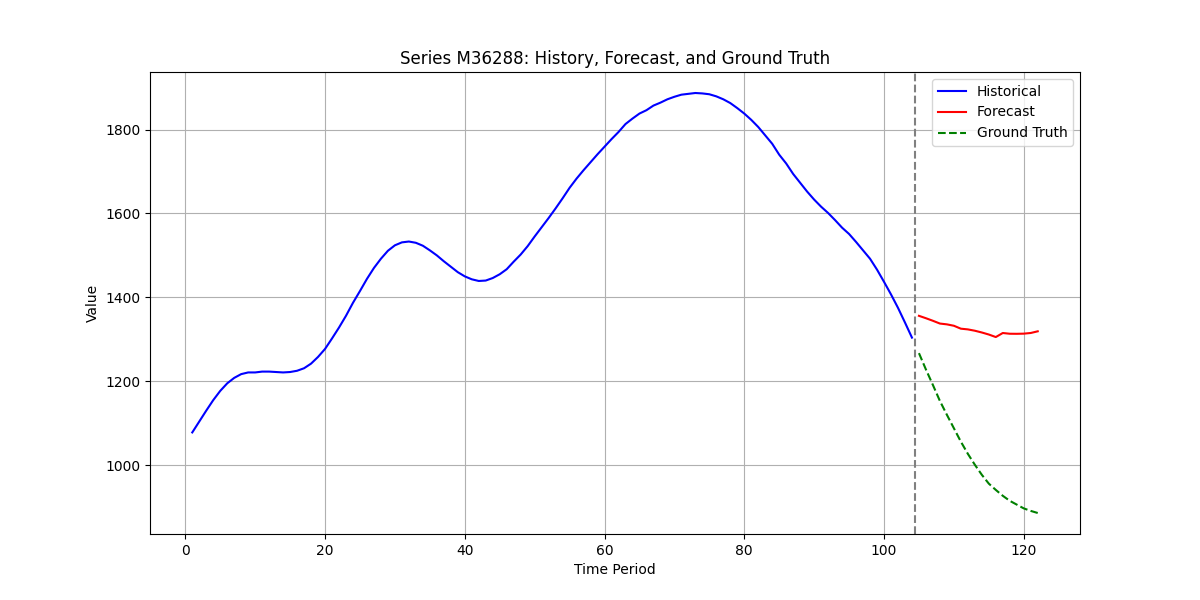 Series M36288: History, Forecast, and Ground Truth
Historical
Forecast
Ground Truth
Value
1800
1600
1400
1200
1000
0 20 40 60 80 100 120
Time Period